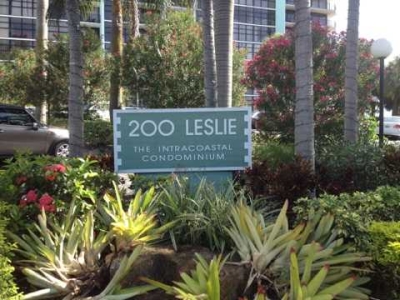 200 LESLIE
THE INTRACOASTAL
CONDOMINIUM